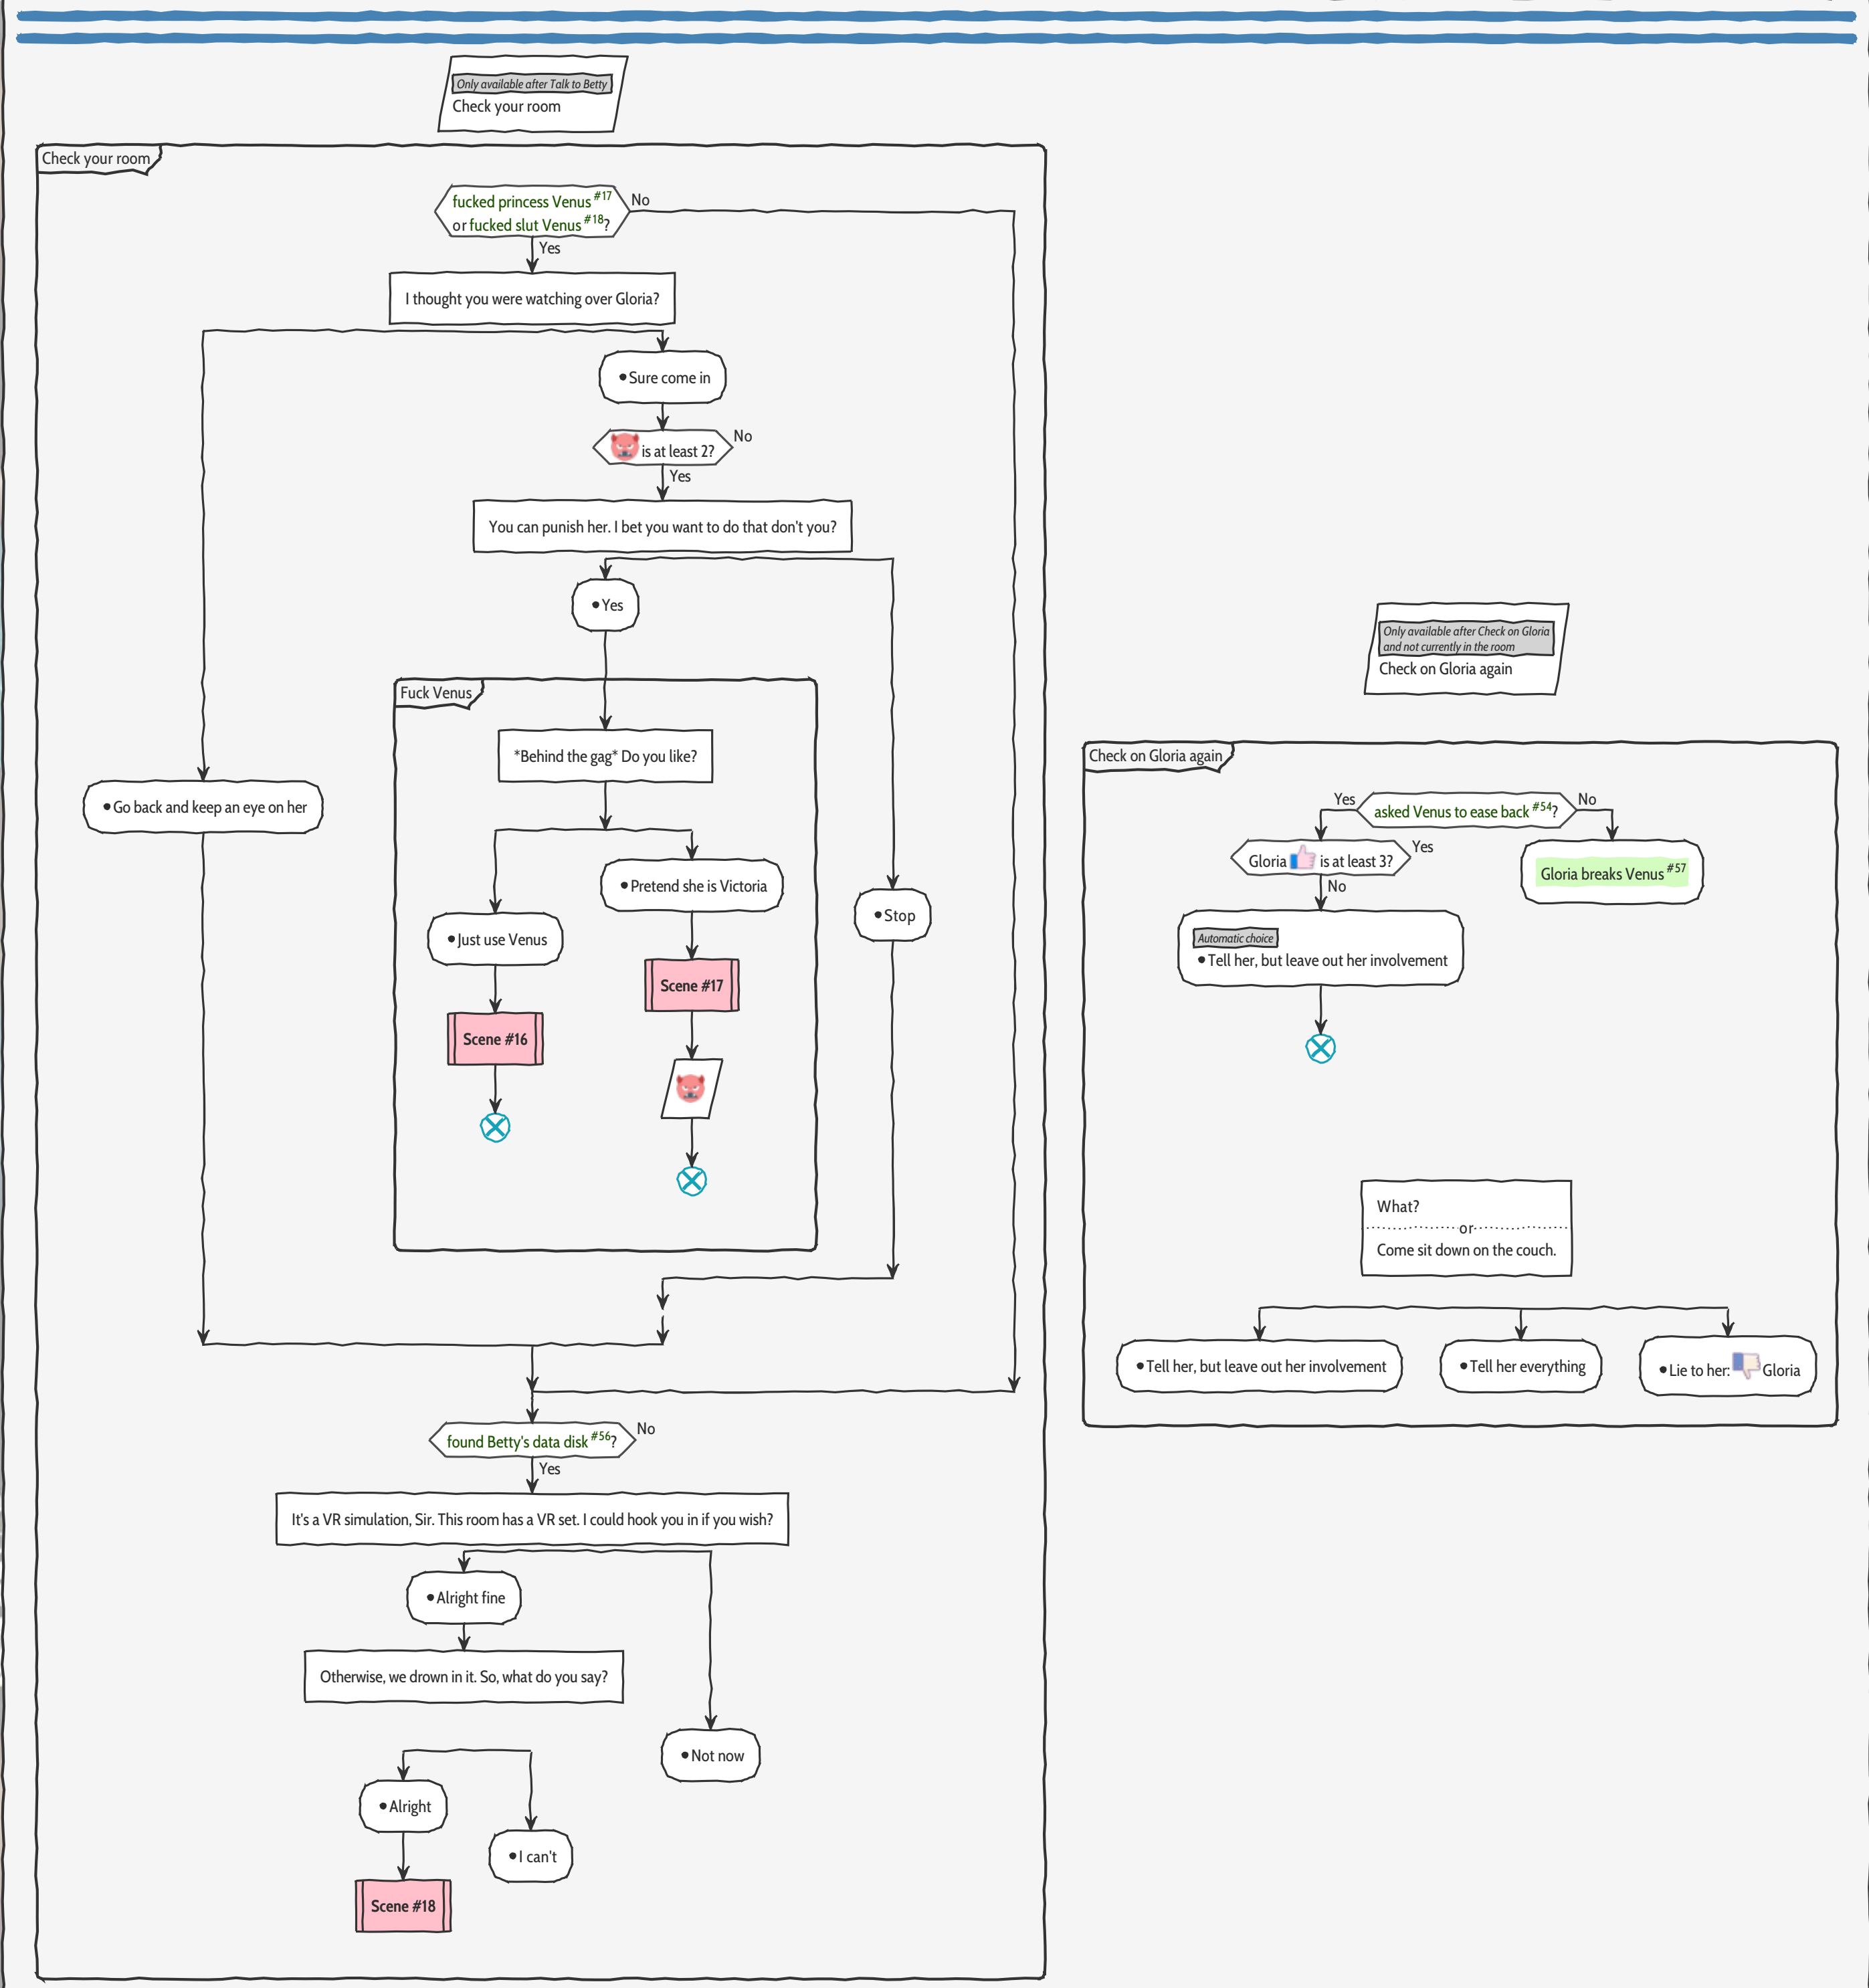 Only available after Talk to Betty
Check your room
Check your room
fucked princess Venus #17
or fucked slut Venus #18?
No
Yes
I thought you were watching over Gloria?
• Sure come in
is at least 2?
No
Yes
You can punish her. I bet you want to do that don't you?
• Yes
Fuck Venus
*Behind the gag* Do you like?
• Go back and keep an eye on her
• Pretend she is Victoria
• Just use Venus
• Stop
Scene #17
Scene #16
found Betty's data disk #56?
No
Yes
It's a VR simulation, Sir. This room has a VR set. I could hook you in if you wish?
• Alright fine
Otherwise, we drown in it. So, what do you say?
• Not now
• Alright
• I can't
Scene #18
Only available after Check on Gloria
and not currently in the room
Check on Gloria again
Check on Gloria again
Yes
asked Venus to ease back #54?
No
Gloria is at least 3?
Yes
No
Gloria breaks Venus #57
Automatic choice
• Tell her, but leave out her involvement
What?
or
Come sit down on the couch.
• Tell her, but leave out her involvement
• Tell her everything
• Lie to her: Gloria